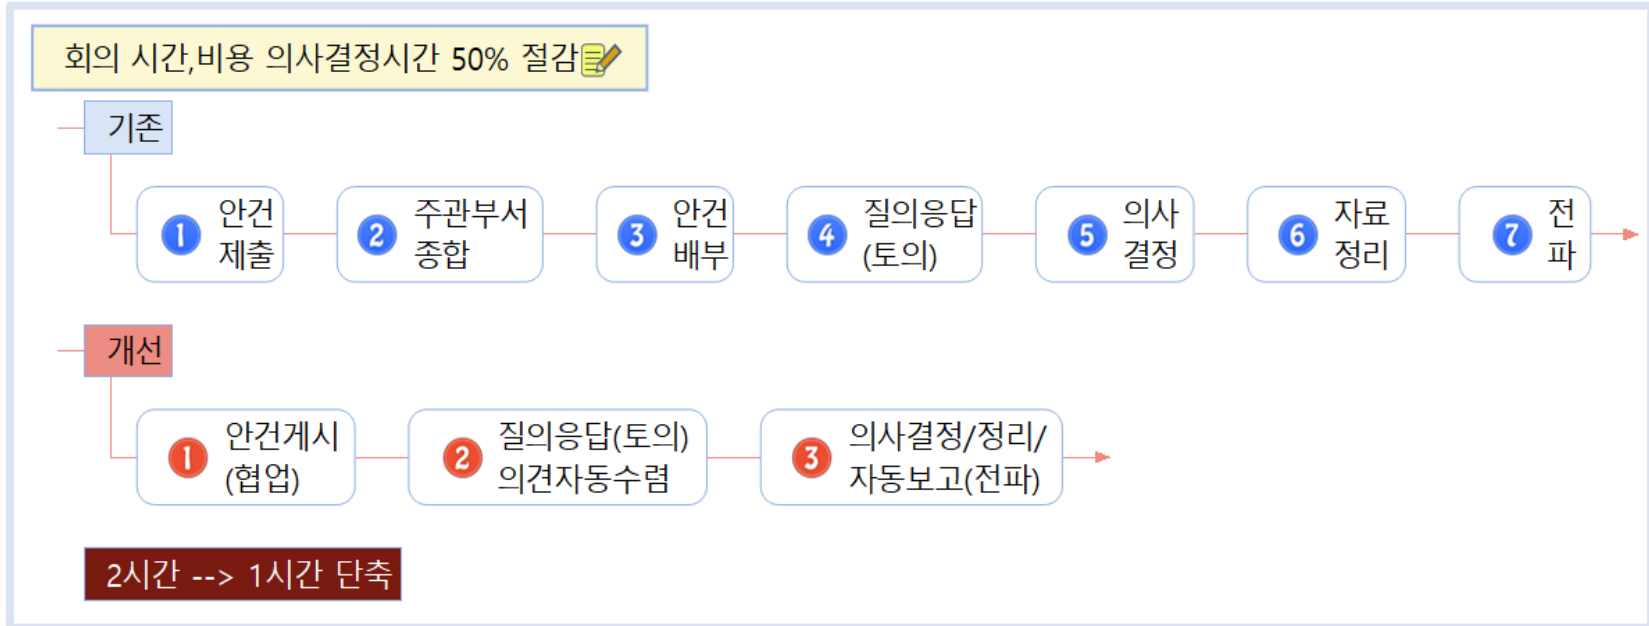 회의 시간,비용 의사결정시간 50% 절감
기존
1 안건
제출
2 주관부서
종합
3 안건
배부
4 질의응답
(토의)
5 의사
결정
6 자료
정리
7 전
파
개선
1 안건게시
(협업)
2 질의응답(토의)
의견자동수렴
3 의사결정/정리/
자동보고(전파)
2시간 --> 1시간 단축